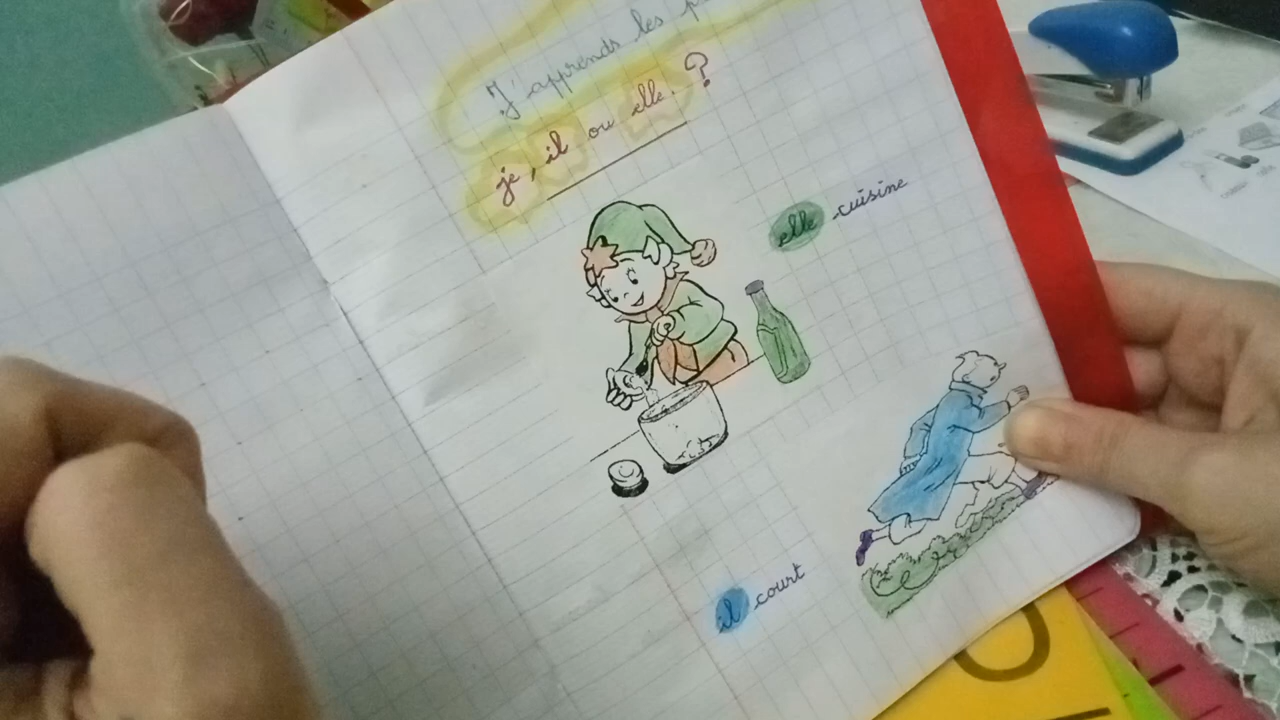 J'apprends les
je, il ou elle ?
elle cuisine
il court